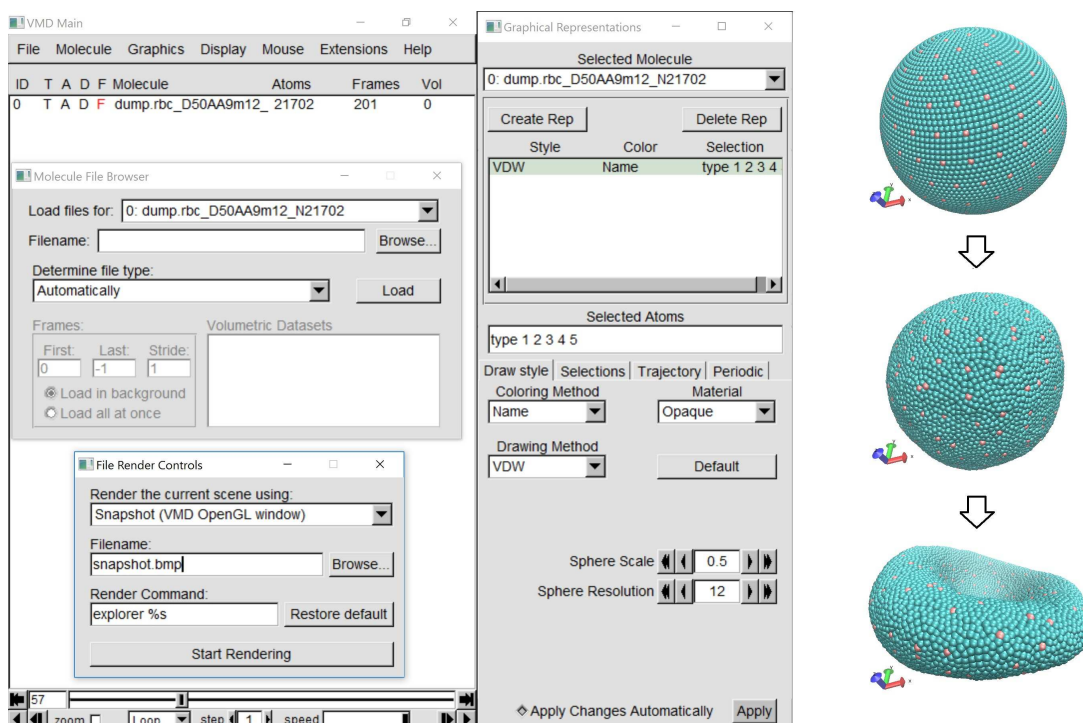 VMD Main
File Molecule Graphics Display Mouse Extensions Help
ID T A D F Molecule Atoms Frames Vol
0 T A D F dump.rbc_D50AA9m12_ 21702 201 0
Molecule File Browser
Load files for: 0: dump.rbc_D50AA9m12_N21702
Filename: Browse...
Determine file type:
Automatically Load
Frames: Volumetric Datasets
First: Last: Stride:
0 -1 1
Load in background
Load all at once
File Render Controls
Render the current scene using:
Snapshot (VMD OpenGL window)
Filename:
snapshot.bmp Browse...
Render Command:
explorer %s Restore default
Start Rendering
57
zoom Loop step 1 speed
Graphical Representations
Selected Molecule
0: dump.rbc_D50AA9m12_N21702
Create Rep Delete Rep
Style Color Selection
VDW Name type 1 2 3 4
Selected Atoms
type 1 2 3 4 5
Draw style Selections Trajectory Periodic
Coloring Method Material
Name Opaque
Drawing Method
VDW Default
Sphere Scale 0.5
Sphere Resolution 12
Apply Changes Automatically Apply